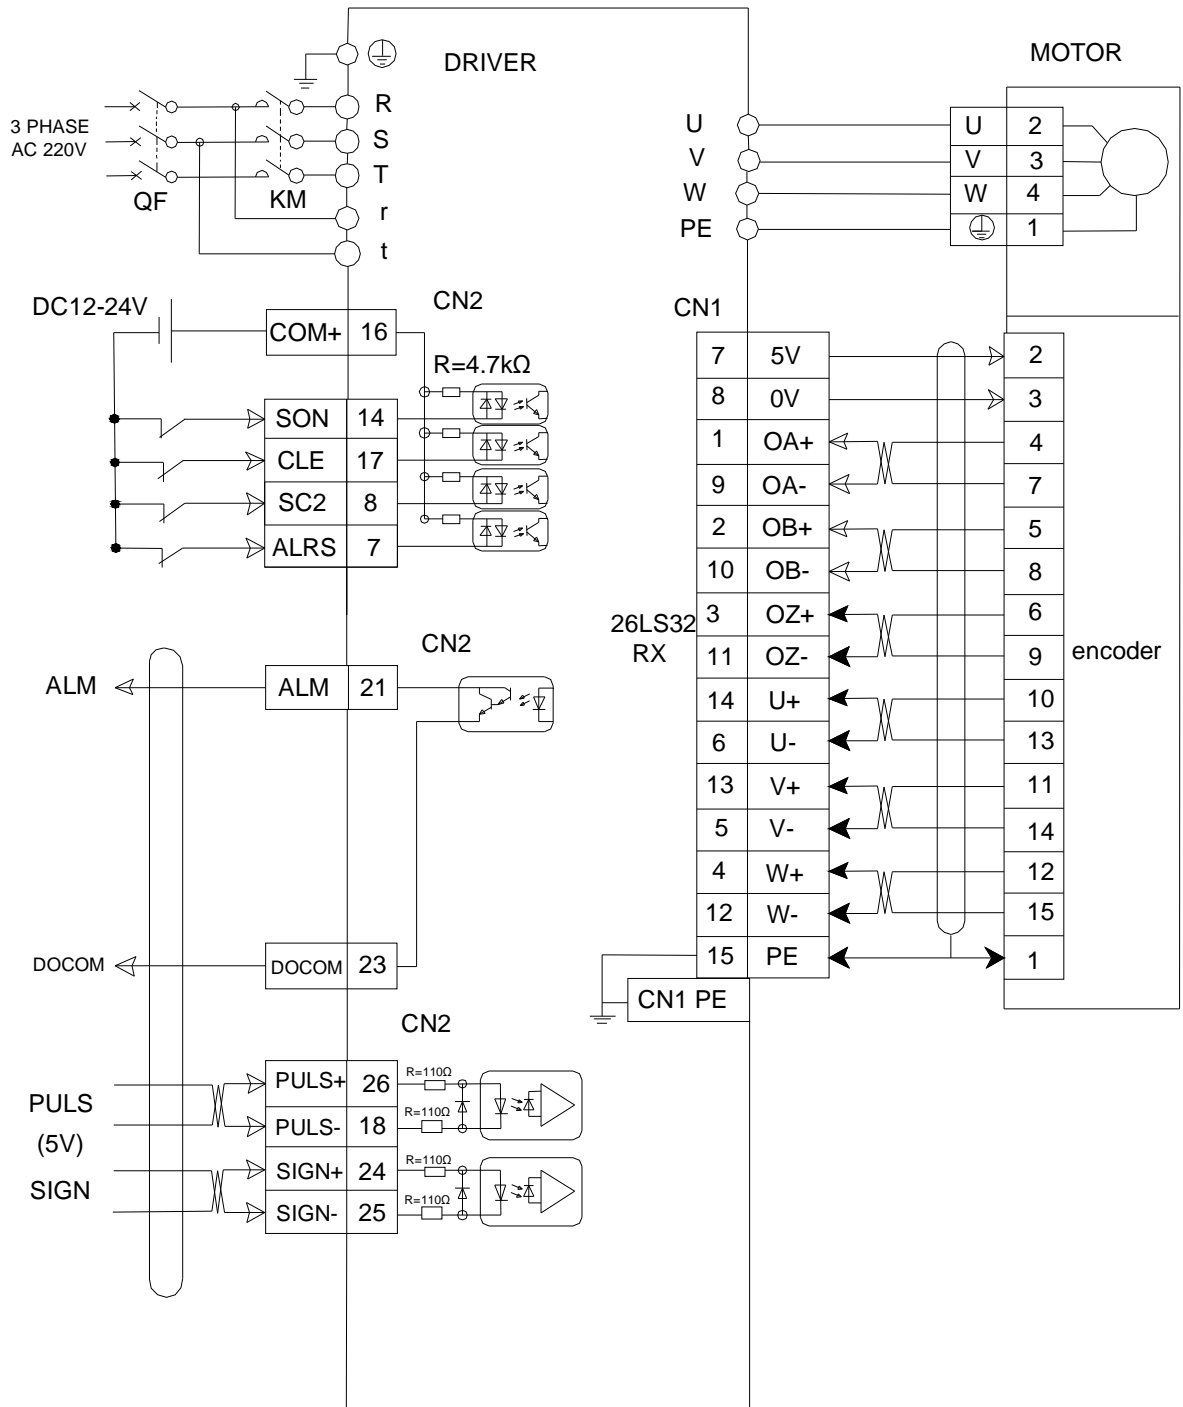 DRIVER
MOTOR
3 PHASE
AC 220V
QF
KM
R
S
T
r
t
U
V
W
PE
U 2
V 3
W 4
1
DC12-24V
CN2
COM+ 16
R=4.7kΩ
SON 14
CLE 17
SC2 8
ALRS 7
CN2
ALM
ALM 21
DOCOM
DOCOM 23
CN2
PULS
(5V)
SIGN
PULS+ 26 R=110Ω
PULS- 18 R=110Ω
SIGN+ 24 R=110Ω
SIGN- 25 R=110Ω
CN1
26LS32
RX
7 5V 2
8 0V 3
1 OA+ 4
9 OA- 7
2 OB+ 5
10 OB- 8
3 OZ+ 6
11 OZ- 9
14 U+ 10
6 U- 13
13 V+ 11
5 V- 14
4 W+ 12
12 W- 15
15 PE 1
encoder
CN1 PE